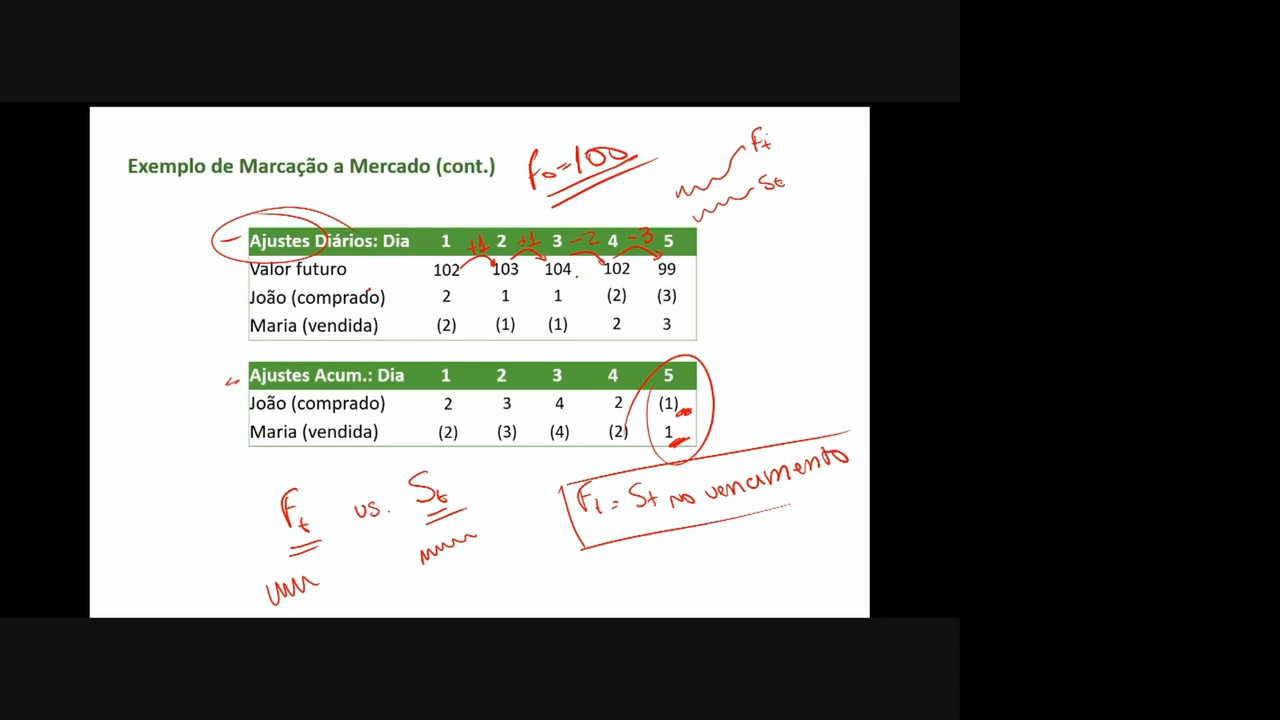 Exemplo de Marcação a Mercado (cont.)
F0=100
Ft
St
Ajustes Diários: Dia 1 2 3 4 5
+1 +1 -2 -3
Valor futuro 102 103 104 102 99
João (comprado) 2 1 1 (2) (3)
Maria (vendida) (2) (1) (1) 2 3
Ajustes Acum.: Dia 1 2 3 4 5
João (comprado) 2 3 4 2 (1)
Maria (vendida) (2) (3) (4) (2) 1
Ft vs. St
Ft = St no vencimento